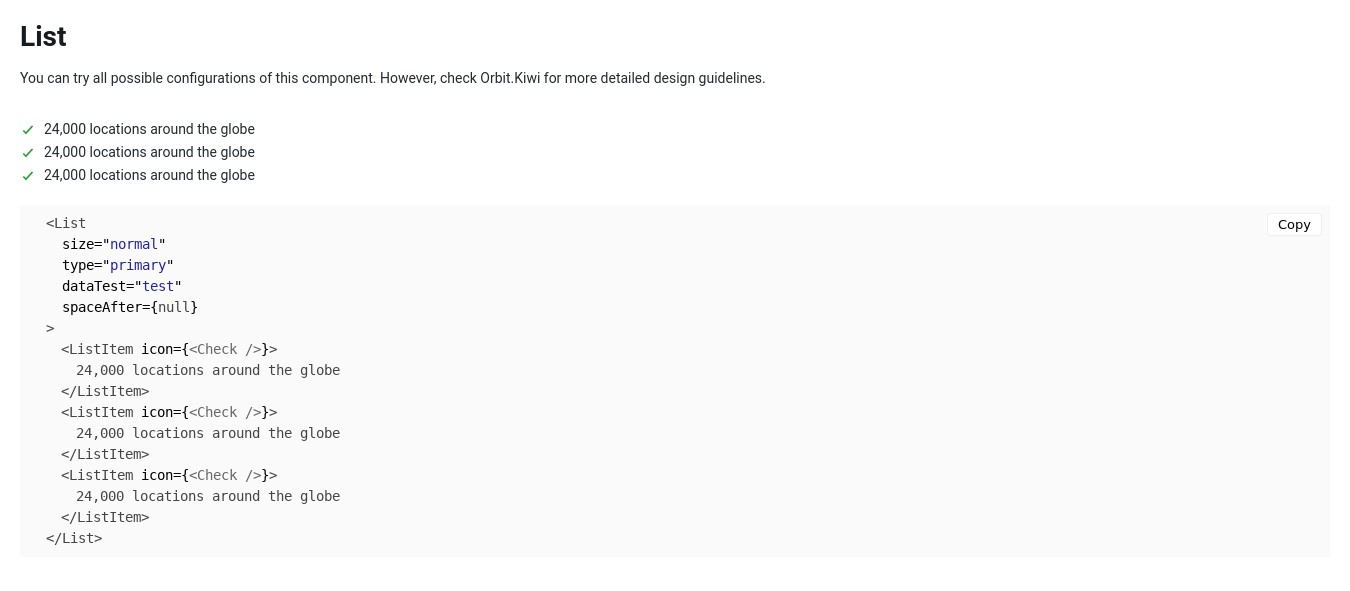 List
You can try all possible configurations of this component. However, check Orbit.Kiwi for more detailed design guidelines.
24,000 locations around the globe
24,000 locations around the globe
24,000 locations around the globe
Copy
<List
  size="normal"
  type="primary"
  dataTest="test"
  spaceAfter={null}
>
  <ListItem icon={<Check />}>
    24,000 locations around the globe
  </ListItem>
  <ListItem icon={<Check />}>
    24,000 locations around the globe
  </ListItem>
  <ListItem icon={<Check />}>
    24,000 locations around the globe
  </ListItem>
</List>